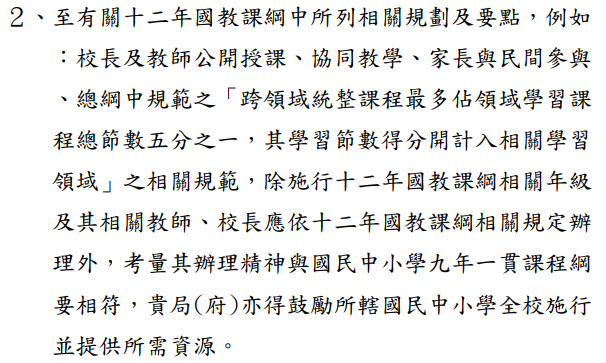 2、至有關十二年國教課綱中所列相關規劃及要點，例如
：校長及教師公開授課、協同教學、家長與民間參與
、總綱中規範之「跨領域統整課程最多佔領域學習課
程總節數五分之一，其學習節數得分開計入相關學習
領域」之相關規範，除施行十二年國教課綱相關年級
及其相關教師、校長應依十二年國教課綱相關規定辦
理外，考量其辦理精神與國民中小學九年一貫課程綱
要相符，貴局(府)亦得鼓勵所轄國民中小學全校施行
並提供所需資源。